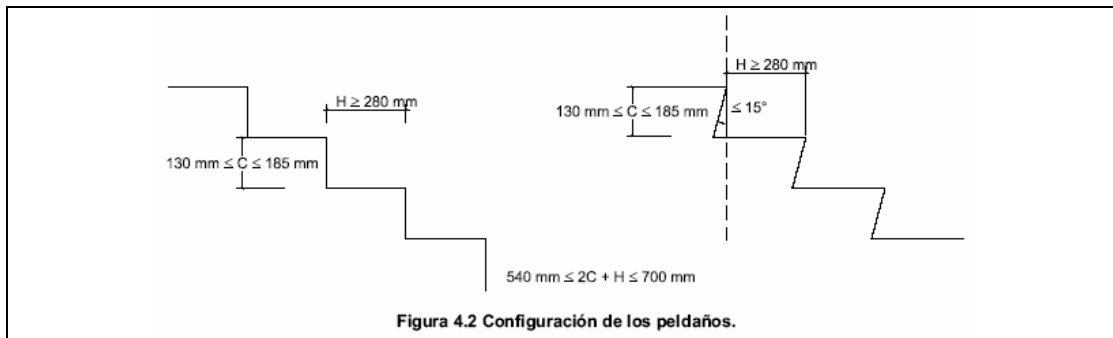 H ≥ 280 mm
130 mm ≤ C ≤ 185 mm
H ≥ 280 mm
130 mm ≤ C ≤ 185 mm
≤ 15°
540 mm ≤ 2C + H ≤ 700 mm
Figura 4.2 Configuración de los peldaños.